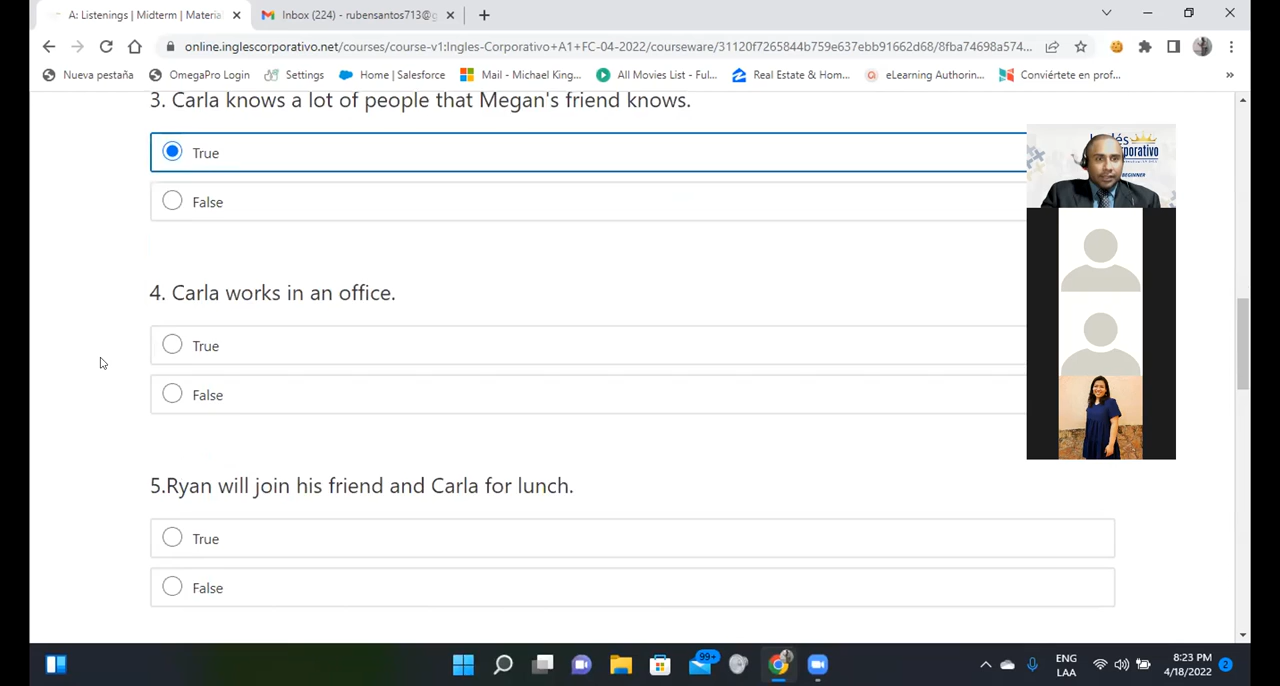 A: Listenings | Midterm | Materia
Inbox (224) - rubensantos713@g
online.inglescorporativo.net/courses/course-v1:Ingles-Corporativo+A1+FC-04-2022/courseware/31120f7265844b759e637ebb91662d68/8fba74698a574...
Nueva pestaña
OmegaPro Login
Settings
Home | Salesforce
Mail - Michael King...
All Movies List - Ful...
Real Estate & Hom...
eLearning Authorin...
Conviértete en prof...
»
3. Carla knows a lot of people that Megan's friend knows.
True
False
4. Carla works in an office.
True
False
5.Ryan will join his friend and Carla for lunch.
True
False
porativo
BEGINNER
99+
ENG
LAA
8:23 PM
4/18/2022
2